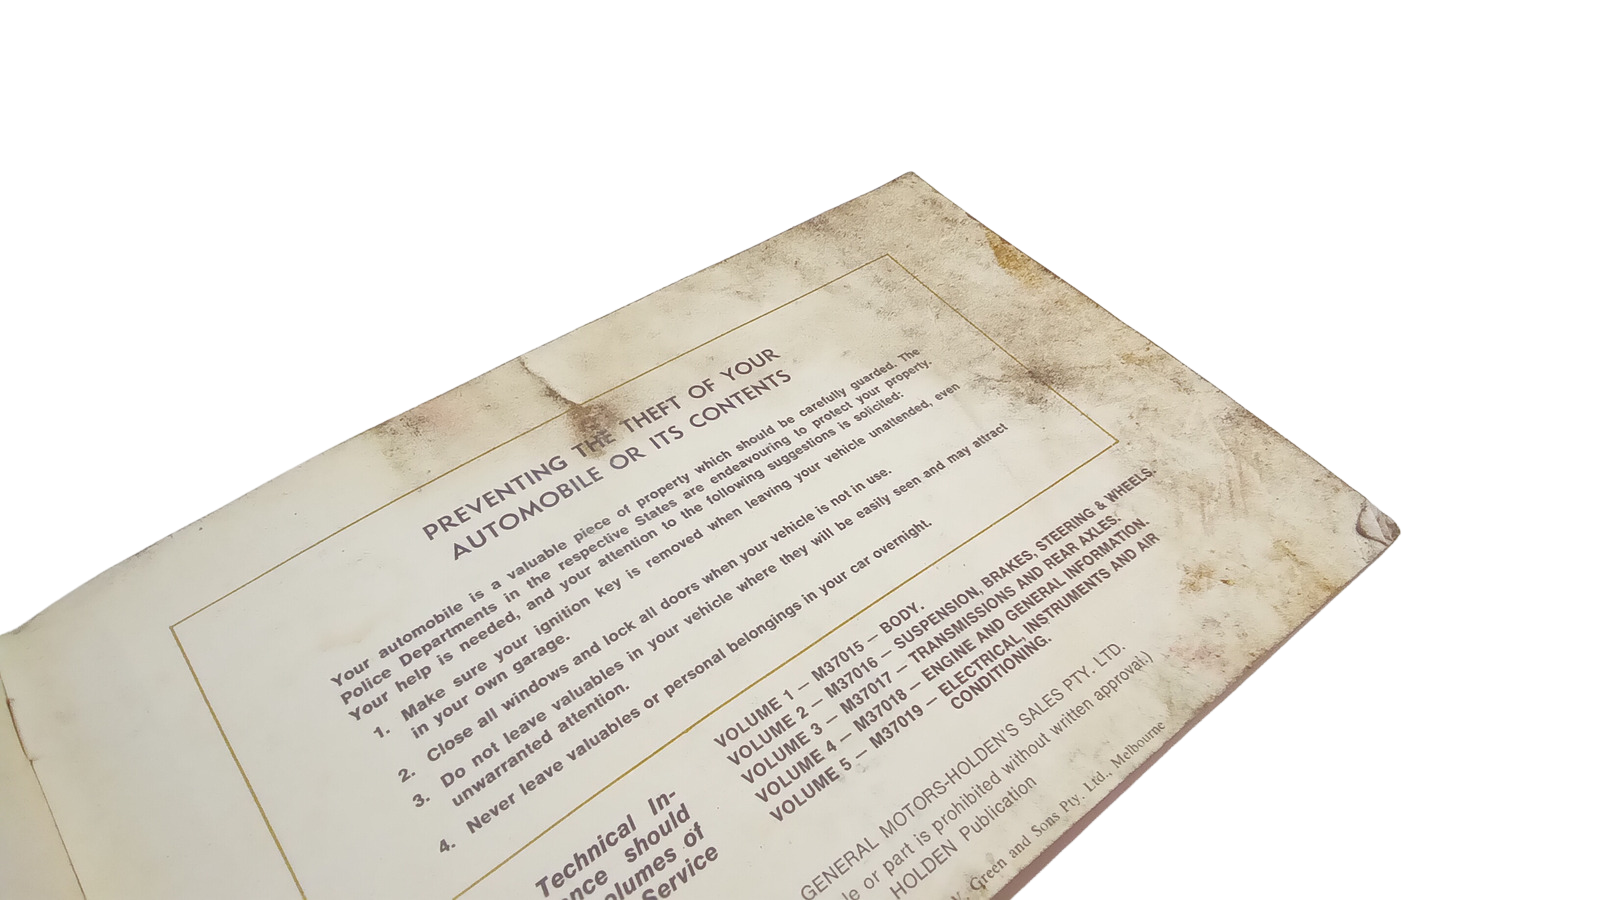 PREVENTING THE THEFT OF YOUR
AUTOMOBILE OR ITS CONTENTS
Your automobile is a valuable piece of property which should be carefully guarded. The
Police Departments in the respective States are endeavouring to protect your property.
Your help is needed, and your attention to the following suggestions is solicited:
1. Make sure your ignition key is removed when leaving your vehicle unattended, even
in your own garage.
2. Close all windows and lock all doors when your vehicle is not in use.
3. Do not leave valuables in your vehicle where they will be easily seen and may attract
unwarranted attention.
4. Never leave valuables or personal belongings in your car overnight.
Technical In-
should
of
Service
VOLUME 1 — M37015 — BODY.
VOLUME 2 — M37016 — SUSPENSION, BRAKES, STEERING & WHEELS.
VOLUME 3 — M37017 — TRANSMISSIONS AND REAR AXLES.
VOLUME 4 — M37018 — ENGINE AND GENERAL INFORMATION.
VOLUME 5 — M37019 — ELECTRICAL, INSTRUMENTS AND AIR
CONDITIONING.
GENERAL MOTORS-HOLDEN'S SALES PTY. LTD.
or part is prohibited without written approval.)
HOLDEN Publication
Green and Sons Pty. Ltd., Melbourne